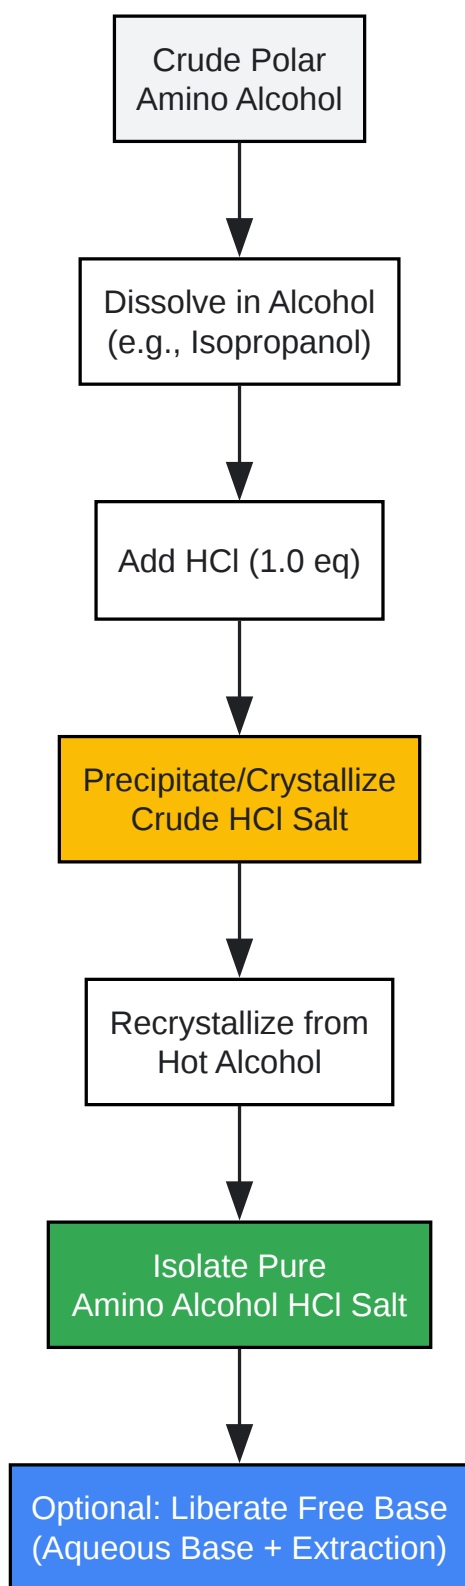 Crude Polar
Amino Alcohol
Dissolve in Alcohol
(e.g., Isopropanol)
Add HCl (1.0 eq)
Precipitate/Crystallize
Crude HCl Salt
Recrystallize from
Hot Alcohol
Isolate Pure
Amino Alcohol HCl Salt
Optional: Liberate Free Base
(Aqueous Base + Extraction)